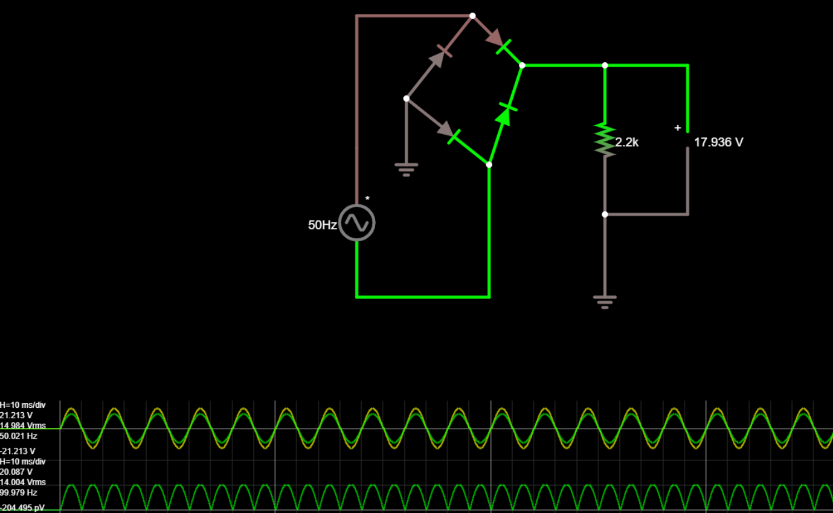 +
2.2k
17.936 V
*
50Hz
H=10 ms/div
21.213 V
14.984 Vrms
50.021 Hz
-21.213 V
H=10 ms/div
20.087 V
14.004 Vrms
99.979 Hz
-204.495 pV